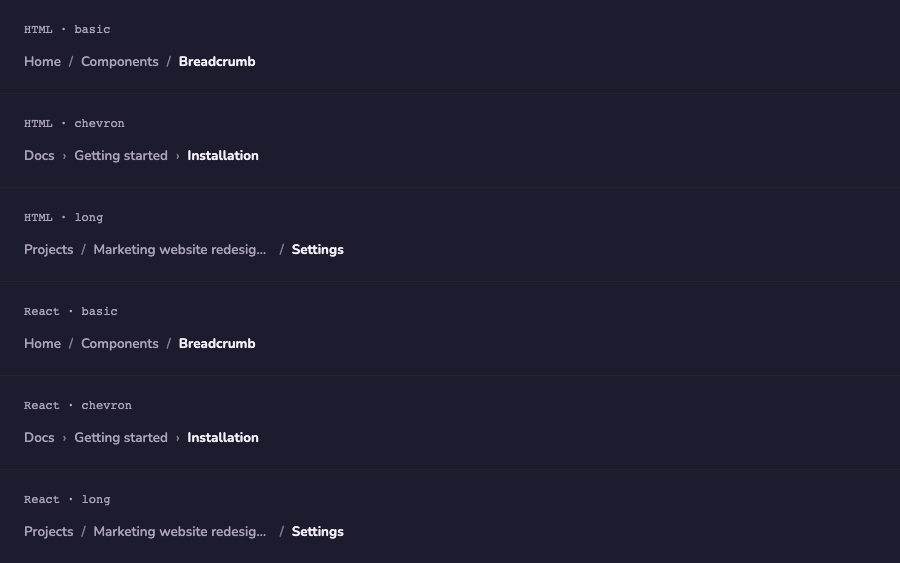 HTML · basic
Home / Components / Breadcrumb
HTML · chevron
Docs › Getting started › Installation
HTML · long
Projects / Marketing website redesig… / Settings
React · basic
Home / Components / Breadcrumb
React · chevron
Docs › Getting started › Installation
React · long
Projects / Marketing website redesig… / Settings